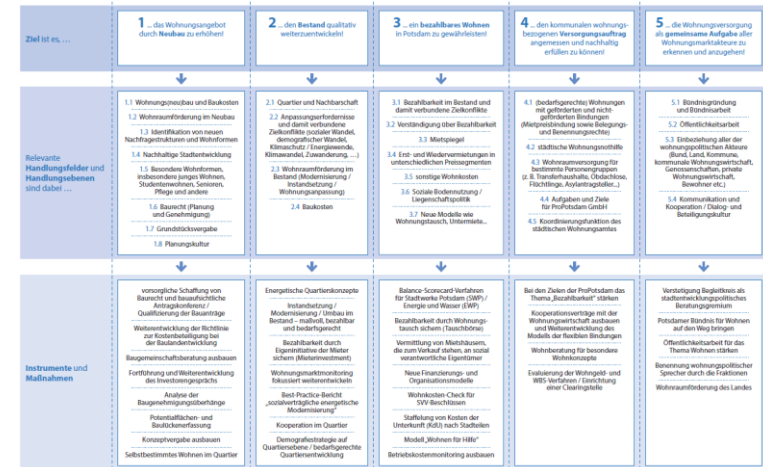 Ziel ist es, …
1 … das Wohnungsangebot
durch Neubau zu erhöhen!
2 … den Bestand qualitativ
weiterzuentwickeln!
3 … ein bezahlbares Wohnen
in Potsdam zu gewährleisten!
4 … den kommunalen wohnungs-
bezogenen Versorgungsauftrag
angemessen und nachhaltig
erfüllen zu können!
5 … die Wohnungsversorgung
als gemeinsame Aufgabe aller
Wohnungsmarktakteure zu
erkennen und anzugehen!
Relevante
Handlungsfelder und
Handlungsebenen
sind dabei …
1.1 Wohnungs(neu)bau und Baukosten
1.2 Wohnraumförderung im Neubau
1.3 Identifikation von neuen
Nachfragestrukturen und Wohnformen
1.4 Nachhaltige Stadtentwicklung
1.5 Besondere Wohnformen,
insbesondere junges Wohnen,
Studentenwohnen, Senioren,
Pflege und andere
1.6 Baurecht (Planung
und Genehmigung)
1.7 Grundstücksvergabe
1.8 Planungskultur
2.1 Quartier und Nachbarschaft
2.2 Anpassungserfordernisse
und damit verbundene
Zielkonflikte (sozialer Wandel,
demografischer Wandel,
Klimaschutz / Energiewende,
Klimawandel, Zuwanderung, …)
2.3 Wohnraumförderung im
Bestand (Modernisierung /
Instandsetzung /
Wohnungsanpassung)
2.4 Baukosten
3.1 Bezahlbarkeit im Bestand und
damit verbundene Zielkonflikte
3.2 Verständigung über Bezahlbarkeit
3.3 Mietspiegel
3.4 Erst- und Wiedervermietungen in
unterschiedlichen Preissegmenten
3.5 sonstige Wohnkosten
3.6 Soziale Bodennutzung /
Liegenschaftspolitik
3.7 Neue Modelle wie
Wohnungstausch, Untermiete…
4.1 (bedarfsgerechte) Wohnungen
mit geförderten und nicht-
geförderten Bindungen
(Mietpreisbindung sowie Belegungs-
und Benennungsrechte)
4.2 städtische Wohnungsnothilfe
4.3 Wohnraumversorgung für
bestimmte Personengruppen
(z. B. Transferhaushalte, Obdachlose,
Flüchtlinge, Asylantragsteller…)
4.4 Aufgaben und Ziele
für ProPotsdam GmbH
4.5 Koordinierungsfunktion des
städtischen Wohnungsamtes
5.1 Bündnisgründung
und Bündnisarbeit
5.2 Öffentlichkeitsarbeit
5.3 Einbeziehung aller der
wohnungspolitischen Akteure
(Bund, Land, Kommune,
kommunale Wohnungswirtschaft,
Genossenschaften, private
Wohnungswirtschaft,
Bewohner etc.)
5.4 Kommunikation und
Kooperation / Dialog- und
Beteiligungskultur
Instrumente und
Maßnahmen
vorsorgliche Schaffung von
Baurecht und bauaufsichtliche
Antragskonferenz /
Qualifizierung der Bauanträge
Weiterentwicklung der Richtlinie
zur Kostenbeteiligung bei
der Baulandentwicklung
Baugemeinschaftsberatung ausbauen
Fortführung und Weiterentwicklung
des Investorengesprächs
Analyse der
Baugenehmigungsüberhänge
Potentialflächen- und
Baulückenerfassung
Konzeptvergabe ausbauen
Selbstbestimmtes Wohnen im Quartier
Energetische Quartierskonzepte
Instandsetzung /
Modernisierung / Umbau im
Bestand – maßvoll, bezahlbar
und bedarfsgerecht
Bezahlbarkeit durch
Eigeninitiative der Mieter
sichern (Mieterinvestment)
Wohnungsmarktmonitoring
fokussiert weiterentwickeln
Best-Practice-Bericht
„sozialverträgliche energetische
Modernisierung“
Kooperation im Quartier
Demografiestrategie auf
Quartiersebene / bedarfsgerechte
Quartierentwicklung
Balance-Scorecard-Verfahren
für Stadtwerke Potsdam (SWP) /
Energie und Wasser (EWP)
Bezahlbarkeit durch Wohnungs-
tausch sichern (Tauschbörse)
Vermittlung von Mietshäusern,
die zum Verkauf stehen, an sozial
verantwortliche Eigentümer
Neue Finanzierungs- und
Organisationsmodelle
Wohnkosten-Check für
SVV-Beschlüssen
Staffelung von Kosten der
Unterkunft (KdU) nach Stadtteilen
Modell „Wohnen für Hilfe“
Betriebskostenmonitoring ausbauen
Bei den Zielen der ProPotsdam das
Thema „Bezahlbarkeit“ stärken
Kooperationsverträge mit der
Wohnungswirtschaft ausbauen
und Weiterentwicklung des
Modells der flexiblen Bindungen
Wohnberatung für besondere
Wohnkonzepte
Evaluierung der Wohngeld- und
WBS-Verfahren / Einrichtung
einer Clearingstelle
Verstetigung Begleitkreis als
stadtentwicklungspolitisches
Beratungsgremium
Potsdamer Bündnis für Wohnen
auf den Weg bringen
Öffentlichkeitsarbeit für das
Thema Wohnen stärken
Benennung wohnungspolitischer
Sprecher durch die Fraktionen
Wohnraumförderung des Landes